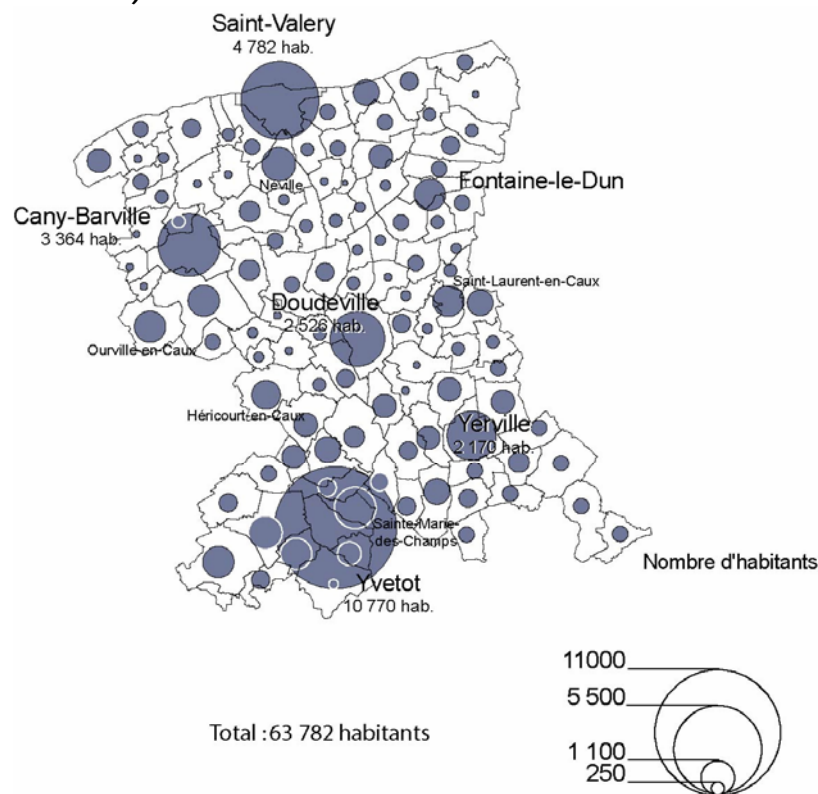 Saint-Valery
4 782 hab.
Néville
Fontaine-le-Dun
Cany-Barville
3 364 hab.
Saint-Laurent-en-Caux
Doudeville
2 526 hab.
Ourville-en-Caux
Héricourt-en-Caux
Yerville
2 170 hab.
Sainte-Marie-
des-Champs
Yvetot
10 770 hab.
Nombre d'habitants
11000
5 500
1 100
250
Total :63 782 habitants